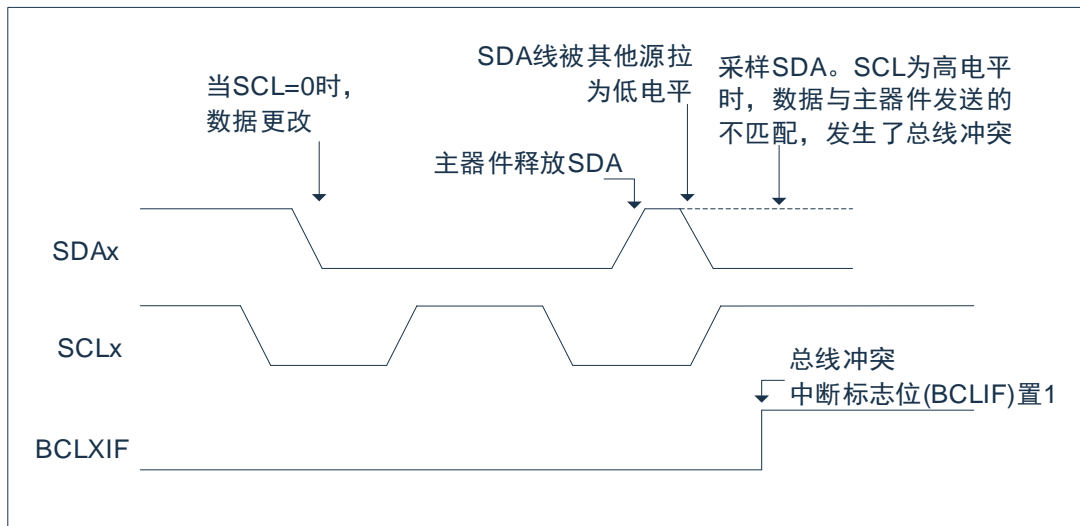 当SCL=0时，
数据更改
SDA线被其他源拉
为低电平
采样SDA。SCL为高电平
时，数据与主器件发送的
不匹配，发生了总线冲突
主器件释放SDA
SDAx
SCLx
总线冲突
中断标志位(BCLIF)置1
BCLXIF